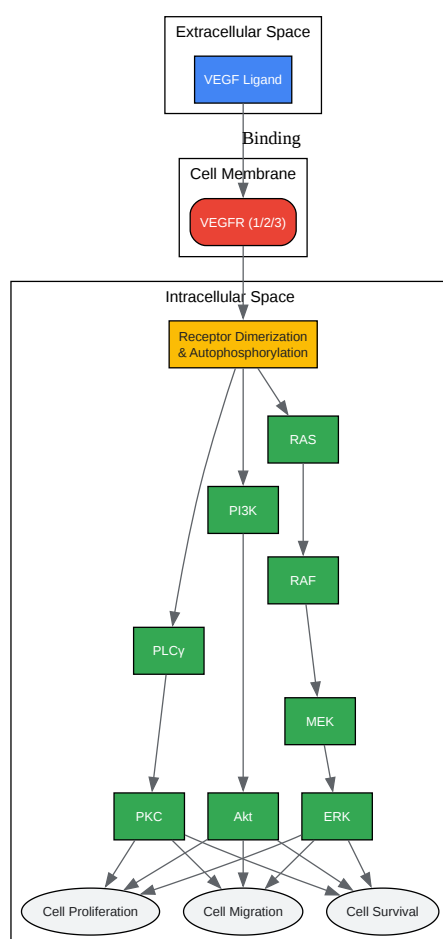 Extracellular Space
VEGF Ligand
Binding
Cell Membrane
VEGFR (1/2/3)
Intracellular Space
Receptor Dimerization
& Autophosphorylation
RAS
PI3K
RAF
PLCγ
MEK
PKC
Akt
ERK
Cell Proliferation
Cell Migration
Cell Survival